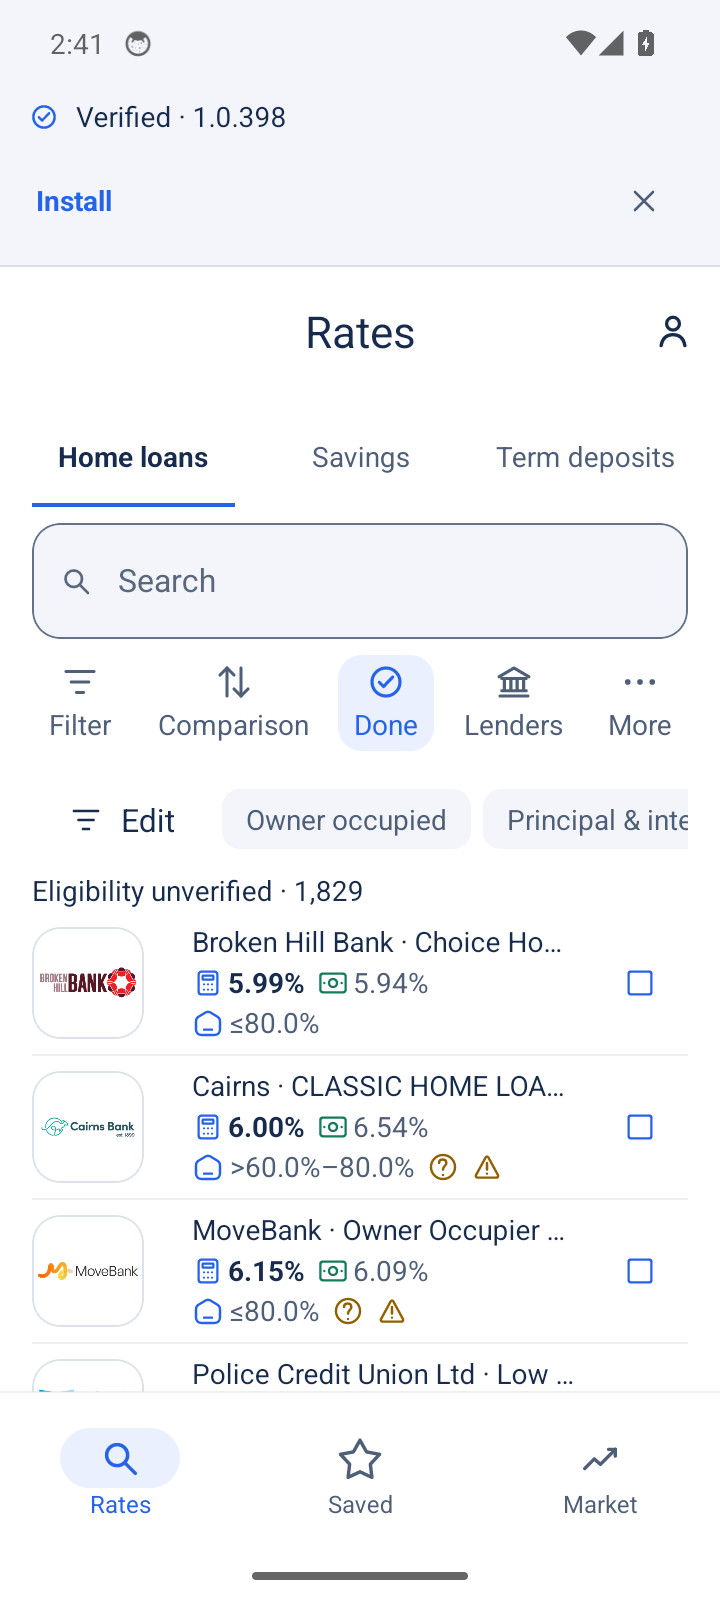 2:41
Verified · 1.0.398
Install
Rates
Home loans
Savings
Term deposits
Search
Filter
Comparison
Done
Lenders
More
Edit
Owner occupied
Principal & inte
Eligibility unverified · 1,829
BROKEN HILL BANK
Broken Hill Bank · Choice Ho...
5.99% 5.94%
≤80.0%
Cairns Bank
est. 1899
Cairns · CLASSIC HOME LOA...
6.00% 6.54%
>60.0%–80.0%
MoveBank
MoveBank · Owner Occupier ...
6.15% 6.09%
≤80.0%
Police Credit Union Ltd · Low ...
Rates
Saved
Market